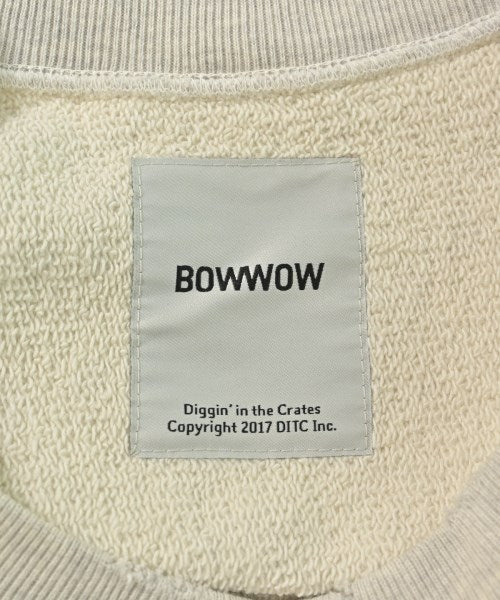 BOWWOW
Diggin' in the Crates
Copyright 2017 DITC Inc.